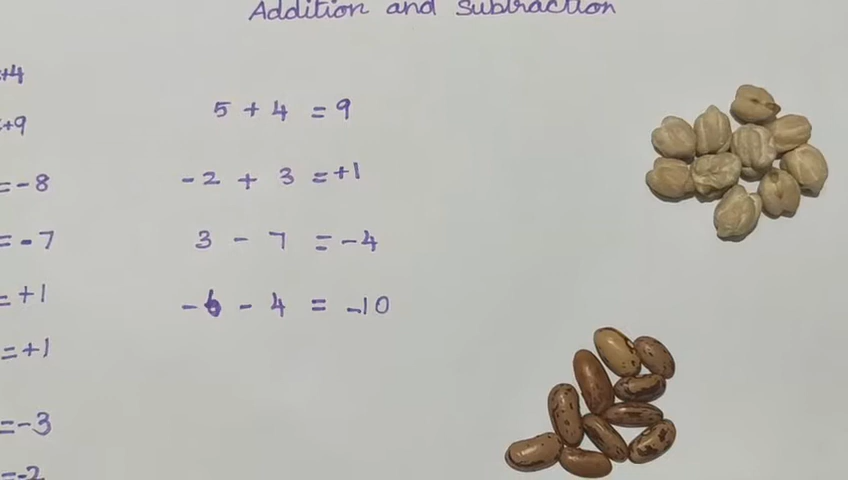 Addition and Subtraction
+4
+9
=-8
=-7
=+1
=+1
=-3
=-2
5 + 4 = 9
-2 + 3 = +1
3 - 7 = -4
-6 - 4 = -10